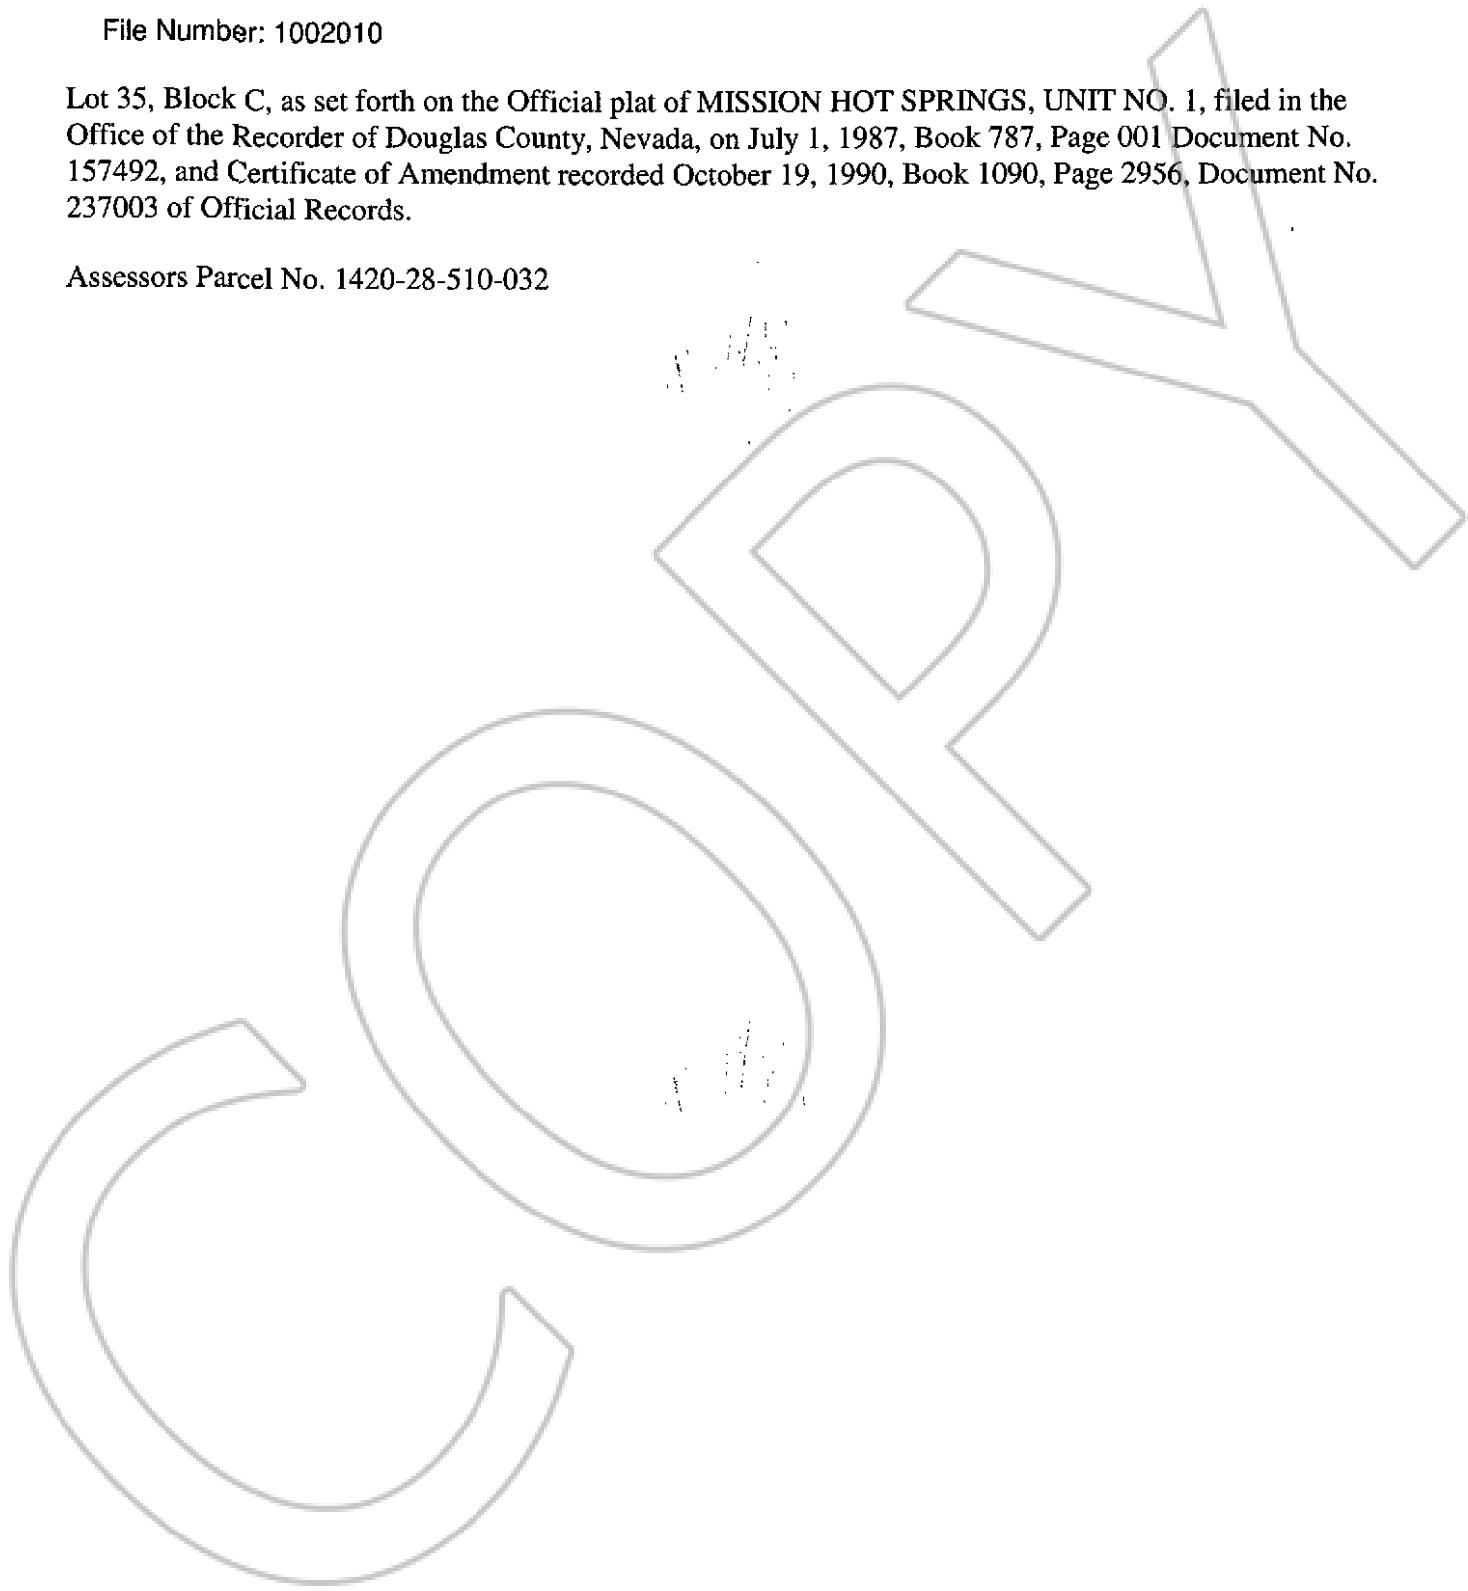 File Number: 1002010
Lot 35, Block C, as set forth on the Official plat of MISSION HOT SPRINGS, UNIT NO. 1, filed in the
Office of the Recorder of Douglas County, Nevada, on July 1, 1987, Book 787, Page 001 Document No.
157492, and Certificate of Amendment recorded October 19, 1990, Book 1090, Page 2956, Document No.
237003 of Official Records.
Assessors Parcel No. 1420-28-510-032
COPY